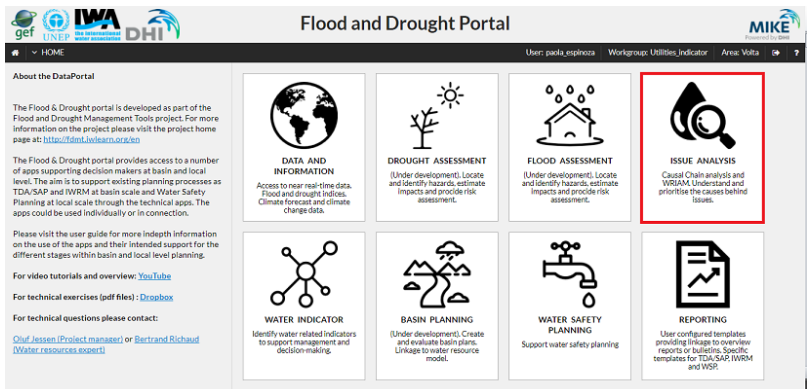 gef
UNEP
IWA
the international
water association
DHI
Flood and Drought Portal
MIKE
Powered by DHI
HOME
User: paola_espinoza
Workgroup: Utilities_indicator
Area: Volta
?
About the DataPortal
The Flood & Drought portal is developed as part of the
Flood and Drought Management Tools project. For more
information on the project please visit the project home
page at: http://fdmt.iwlearn.org/en
The Flood & Drought portal provides access to a number
of apps supporting decision makers at basin and local
level. The aim is to support existing planning processes as
TDA/SAP and IWRM at basin scale and Water Safety
Planning at local scale through the technical apps. The
apps could be used individually or in connection.
Please visit the user guide for more indepth information
on the use of the apps and their intended support for the
different stages within basin and local level planning.
For video tutorials and overview: YouTube
For technical exercises (pdf files) : Dropbox
For technical questions please contact:
Oluf Jessen (Project manager) or Bertrand Richaud
(Water resources expert)
DATA AND
INFORMATION
Access to near real-time data.
Flood and drought indices.
Climate forecast and climate
change data.
DROUGHT ASSESSMENT
(Under development). Locate
and identify hazards, estimate
impacts and provide risk
assessment.
FLOOD ASSESSMENT
(Under development). Locate
and identify hazards, estimate
impacts and procide risk
assessment.
ISSUE ANALYSIS
Causal Chain analysis and
WRIAM. Understand and
prioritise the causes behind
issues.
WATER INDICATOR
Identify water related indicators
to support management and
decision-making.
BASIN PLANNING
(Under development). Create
and evaluate basin plans.
Linkage to water resource
model.
WATER SAFETY
PLANNING
Support water safety planning
REPORTING
User configured templates
providing linkage to overview
reports or bulletins. Specific
templates for TDA/SAP, IWRM
and WSP.